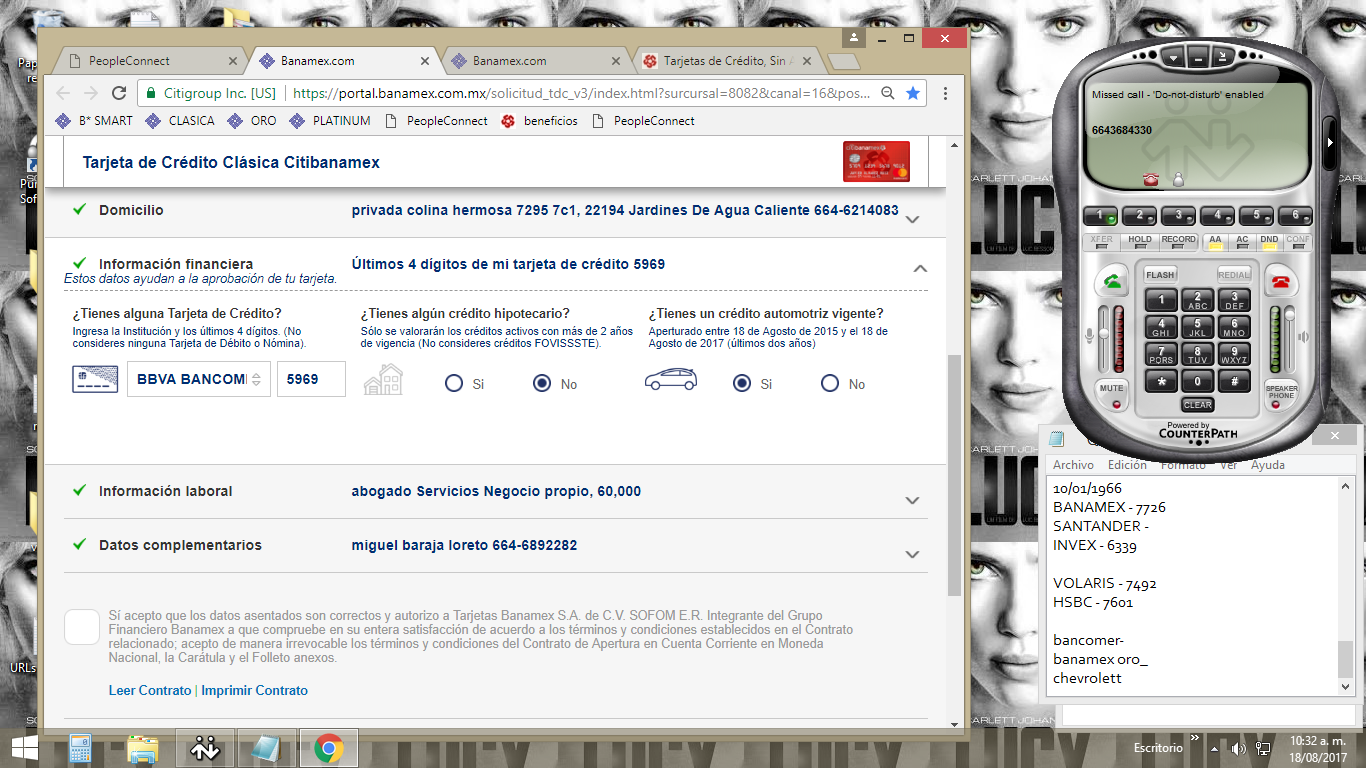 PeopleConnect
Banamex.com
Banamex.com
Tarjetas de Crédito, Sin
Citigroup Inc. [US]
https://portal.banamex.com.mx/solicitud_tdc_v3/index.html?surcursal=8082&canal=16&pos...
B* SMART
CLASICA
ORO
PLATINUM
PeopleConnect
beneficios
PeopleConnect
Tarjeta de Crédito Clásica Citibanamex
Domicilio privada colina hermosa 7295 7c1, 22194 Jardines De Agua Caliente 664-6214083
Información financiera Últimos 4 dígitos de mi tarjeta de crédito 5969
Estos datos ayudan a la aprobación de tu tarjeta.
¿Tienes alguna Tarjeta de Crédito?
Ingresa la Institución y los últimos 4 dígitos. (No
consideres ninguna Tarjeta de Débito o Nómina).
BBVA BANCOM
5969
¿Tienes algún crédito hipotecario?
Sólo se valorarán los créditos activos con más de 2 años
de vigencia (No consideres créditos FOVISSSTE).
Si
No
¿Tienes un crédito automotriz vigente?
Aperturado entre 18 de Agosto de 2015 y el 18 de
Agosto de 2017 (últimos dos años)
Si
No
Información laboral abogado Servicios Negocio propio, 60,000
Datos complementarios miguel baraja loreto 664-6892282
Sí acepto que los datos asentados son correctos y autorizo a Tarjetas Banamex S.A. de C.V. SOFOM E.R. Integrante del Grupo
Financiero Banamex a que compruebe en su entera satisfacción de acuerdo a los términos y condiciones establecidos en el Contrato
relacionado; acepto de manera irrevocable los términos y condiciones del Contrato de Apertura en Cuenta Corriente en Moneda
Nacional, la Carátula y el Folleto anexos.
Leer Contrato | Imprimir Contrato
Missed call - 'Do-not-disturb' enabled
6643684330
1 2 3 4 5 6
XFER HOLD RECORD AA AC DND CONF
FLASH REDIAL
1 2 ABC 3 DEF
4 GHI 5 JKL 6 MNO
7 PQRS 8 TUV 9 WXYZ
* 0 #
MUTE
SPEAKER
PHONE
CLEAR
Powered by
COUNTERPATH
Archivo Edición Formato Ver Ayuda
10/01/1966
BANAMEX - 7726
SANTANDER -
INVEX - 6339
VOLARIS - 7492
HSBC - 7601
bancomer-
banamex oro_
chevrolett
URLs
LUCY
Escritorio
10:32 a. m.
18/08/2017